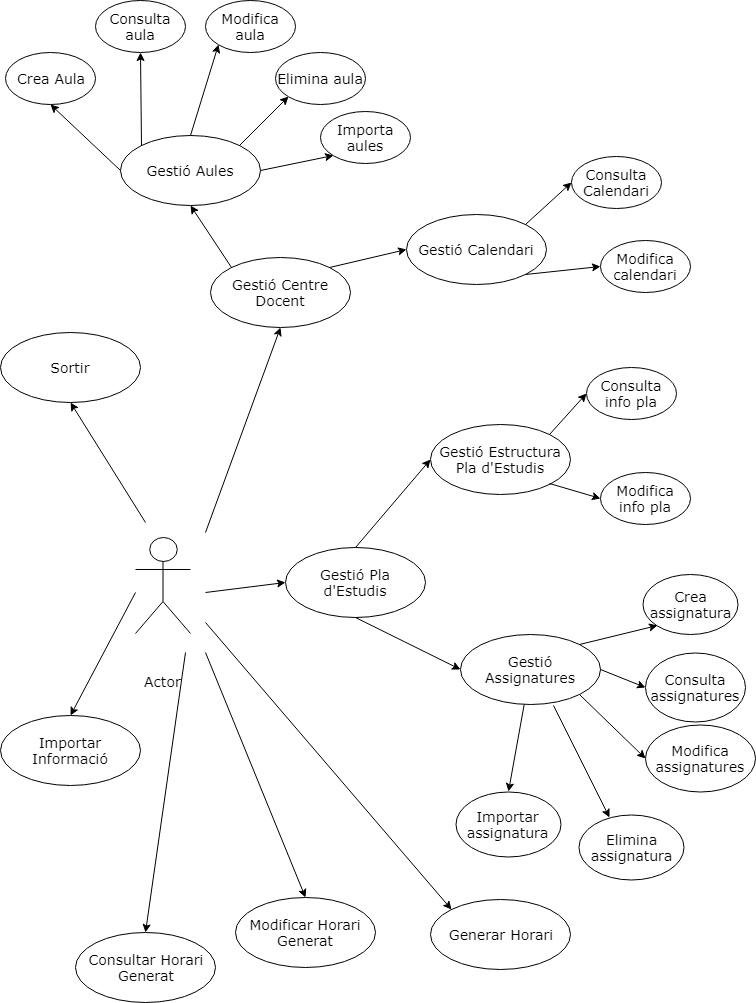 Consulta
aula
Modifica
aula
Crea Aula
Elimina aula
Importa
aules
Gestió Aules
Consulta
Calendari
Gestió Calendari
Modifica
calendari
Gestió Centre
Docent
Sortir
Consulta
info pla
Gestió Estructura
Pla d'Estudis
Modifica
info pla
Gestió Pla
d'Estudis
Crea
assignatura
Gestió
Assignatures
Consulta
assignatures
Actor
Importar
Informació
Modifica
assignatures
Importar
assignatura
Elimina
assignatura
Modificar Horari
Generat
Generar Horari
Consultar Horari
Generat